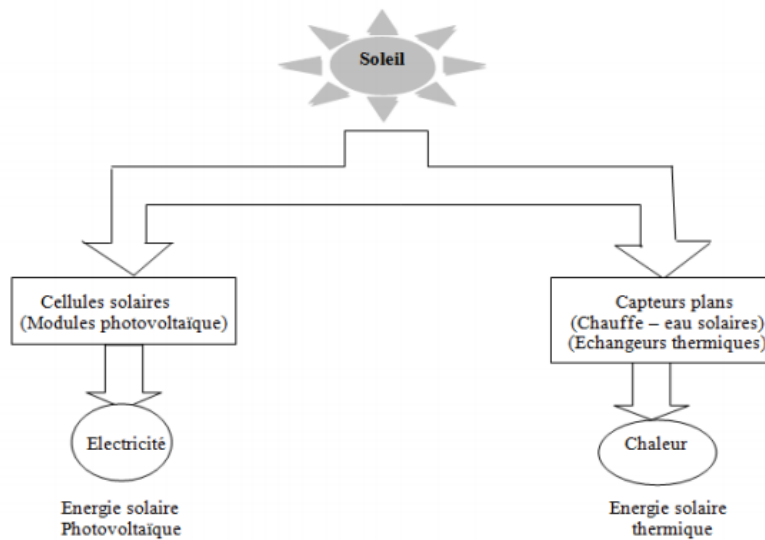 Soleil
Cellules solaires
(Modules photovoltaïque)
Capteurs plans
(Chauffe – eau solaires)
(Echangeurs thermiques)
Electricité
Chaleur
Energie solaire
Photovoltaïque
Energie solaire
thermique